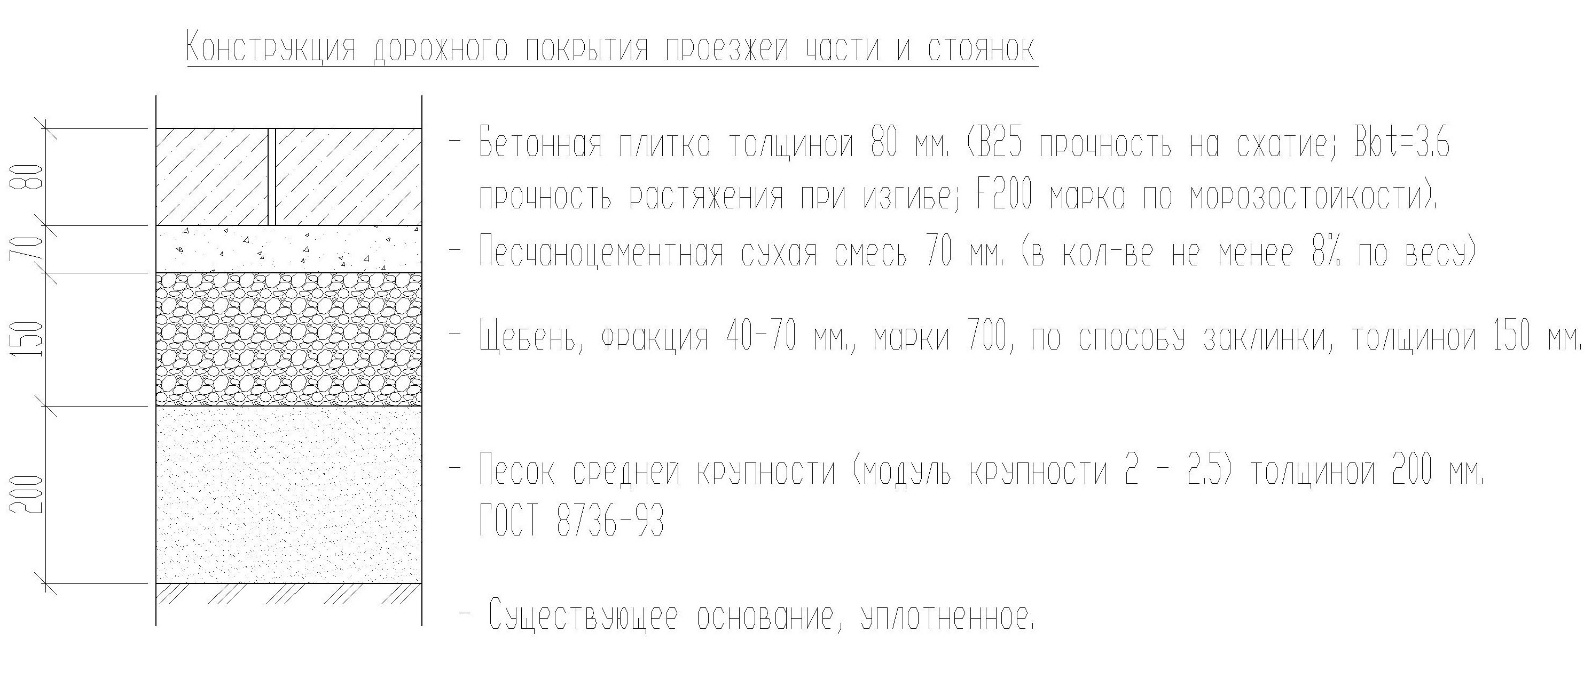 Конструкция дорожного покрытия проезжей части и стоянок
- Бетонная плитка толщиной 80 мм. (В25 прочность на сжатие; Вbt=3.6
прочность растяжения при изгибе; F200 марка по морозостойкости).
- Песчаноцементная сухая смесь 70 мм. (в кол-ве не менее 8% по весу)
- Щебень, фракция 40-70 мм., марки 700, по способу заклинки, толщиной 150 мм.
- Песок средней крупности (модуль крупности 2 - 2.5) толщиной 200 мм.
ГОСТ 8736-93
- Существующее основание, уплотненное.
80
70
150
200